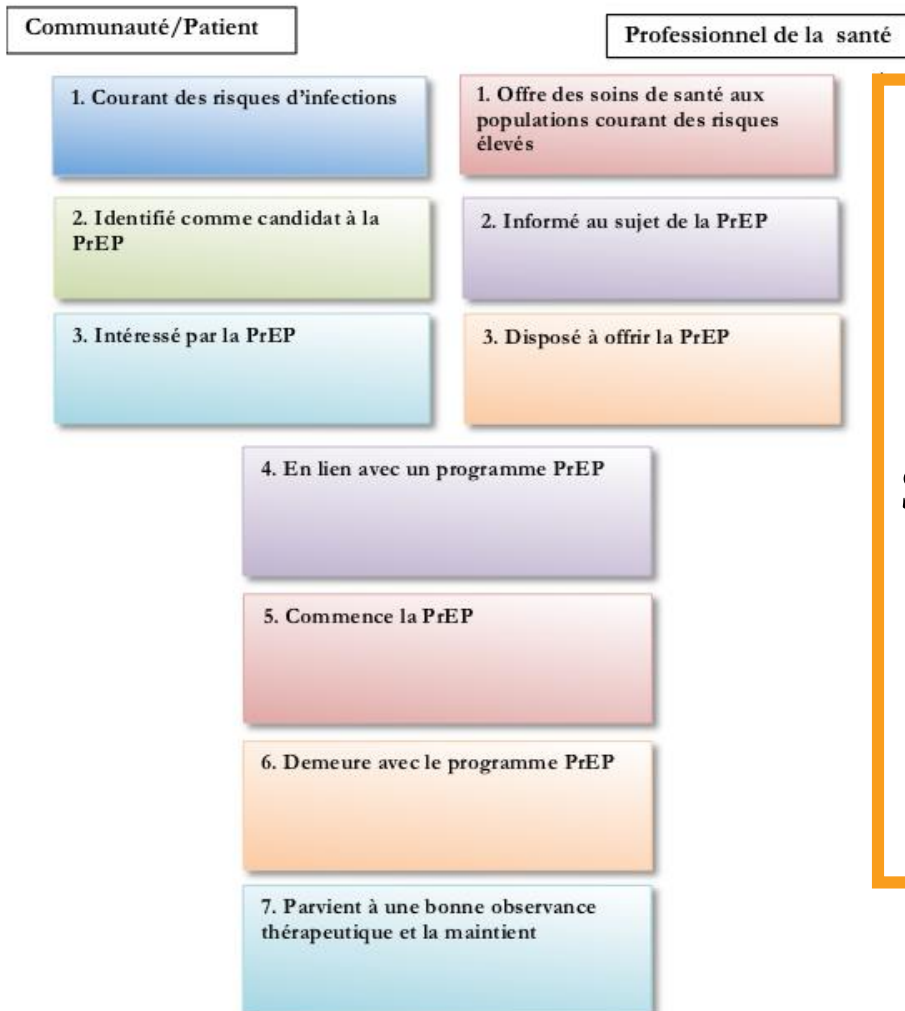 Communauté/Patient
Professionnel de la santé
1. Courant des risques d'infections
1. Offre des soins de santé aux
populations courant des risques
élevés
2. Identifié comme candidat à la
PrEP
2. Informé au sujet de la PrEP
3. Intéressé par la PrEP
3. Disposé à offrir la PrEP
4. En lien avec un programme PrEP
5. Commence la PrEP
6. Demeure avec le programme PrEP
7. Parvient à une bonne observance
thérapeutique et la maintient